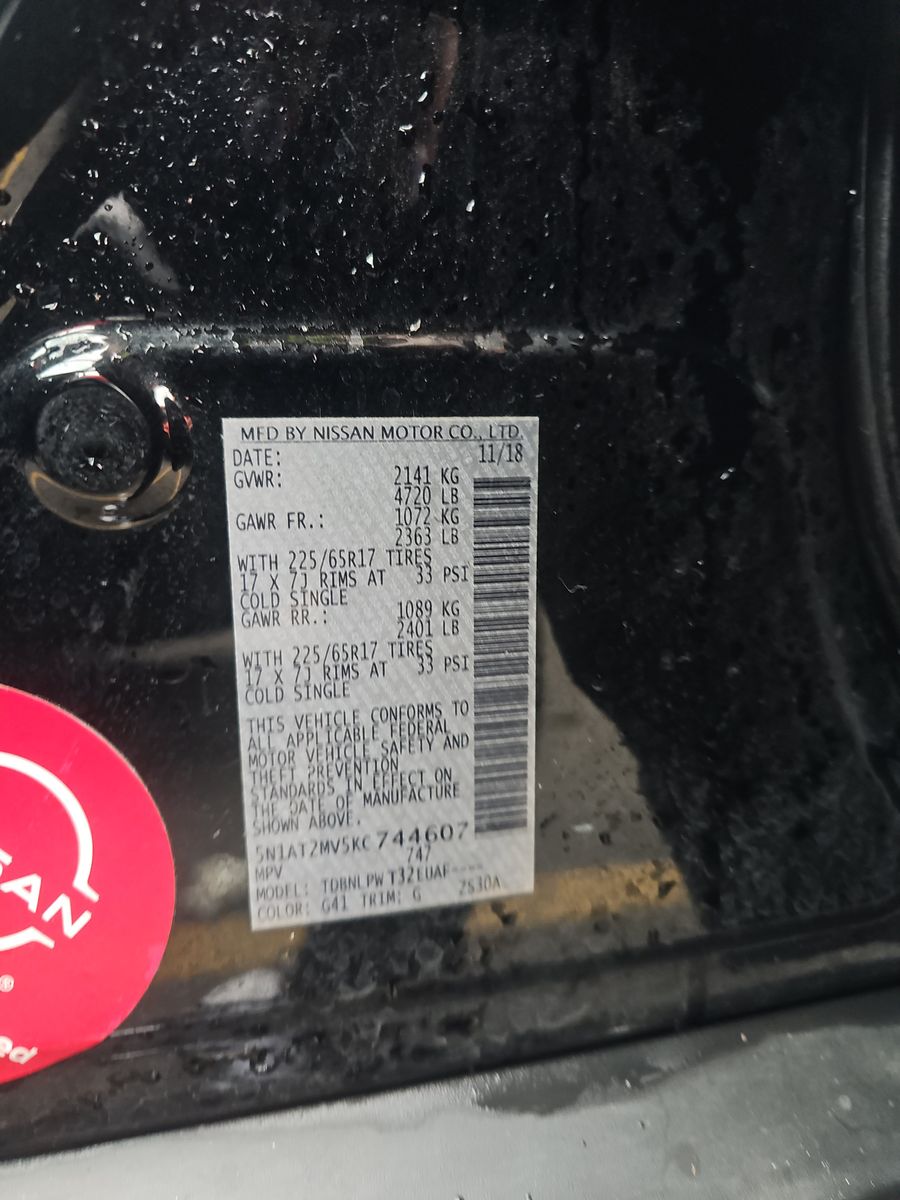 MFD BY NISSAN MOTOR CO., LTD.
DATE: 11/18
GVWR: 2141 KG
4720 LB
GAWR FR.: 1072 KG
2363 LB
WITH 225/65R17 TIRES
17 X 7J RIMS AT 33 PSI
COLD SINGLE
GAWR RR.: 1089 KG
2401 LB
WITH 225/65R17 TIRES
17 X 7J RIMS AT 33 PSI
COLD SINGLE
THIS VEHICLE CONFORMS TO
ALL APPLICABLE FEDERAL
MOTOR VEHICLE SAFETY AND
THEFT PREVENTION
STANDARDS IN EFFECT ON
THE DATE OF MANUFACTURE
SHOWN ABOVE.
5N1AT2MV5KC744607
MPV 747
MODEL: TDBNLPW T32EUAF----
COLOR: G41 TRIM: G 2S30A
SAN
®
ed